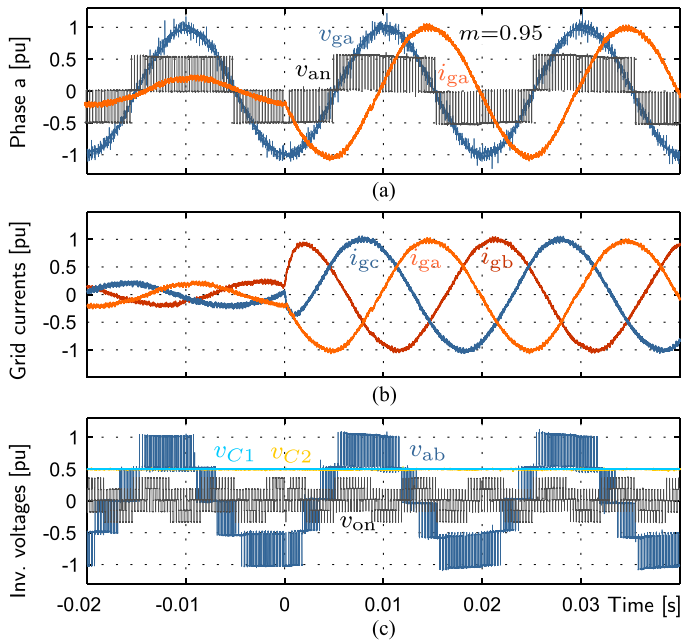 Phase a [pu]
1
0.5
0
-0.5
-1
v_ga
m=0.95
v_an
i_ga
(a)
Grid currents [pu]
1
0.5
0
-0.5
-1
i_gc
i_ga
i_gb
(b)
Inv. voltages [pu]
1
0.5
0
-0.5
-1
v_C1
v_C2
v_ab
v_on
-0.02 -0.01 0 0.01 0.02 0.03 Time [s]
(c)